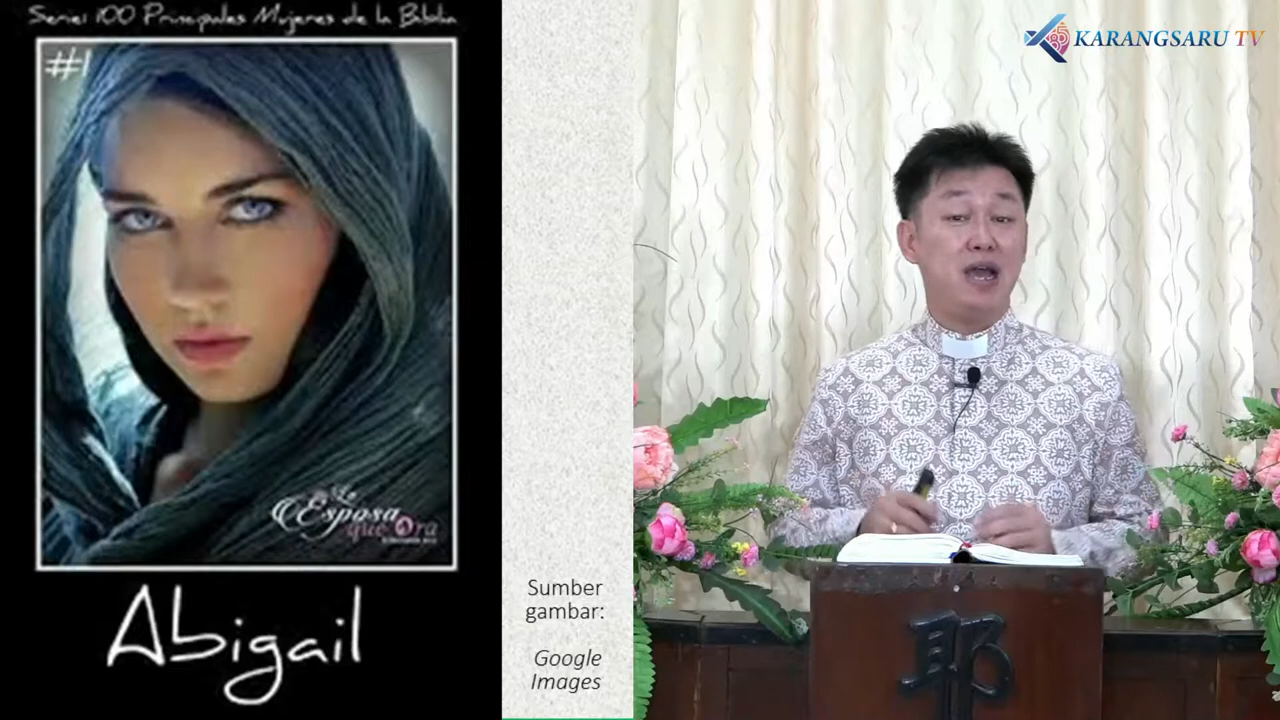 Serie: 100 Principales Mujeres de la Biblia
#1
La
Esposa
que Ora
Abigail
Sumber
gambar:
Google
Images
KARANGSARU TV
耶